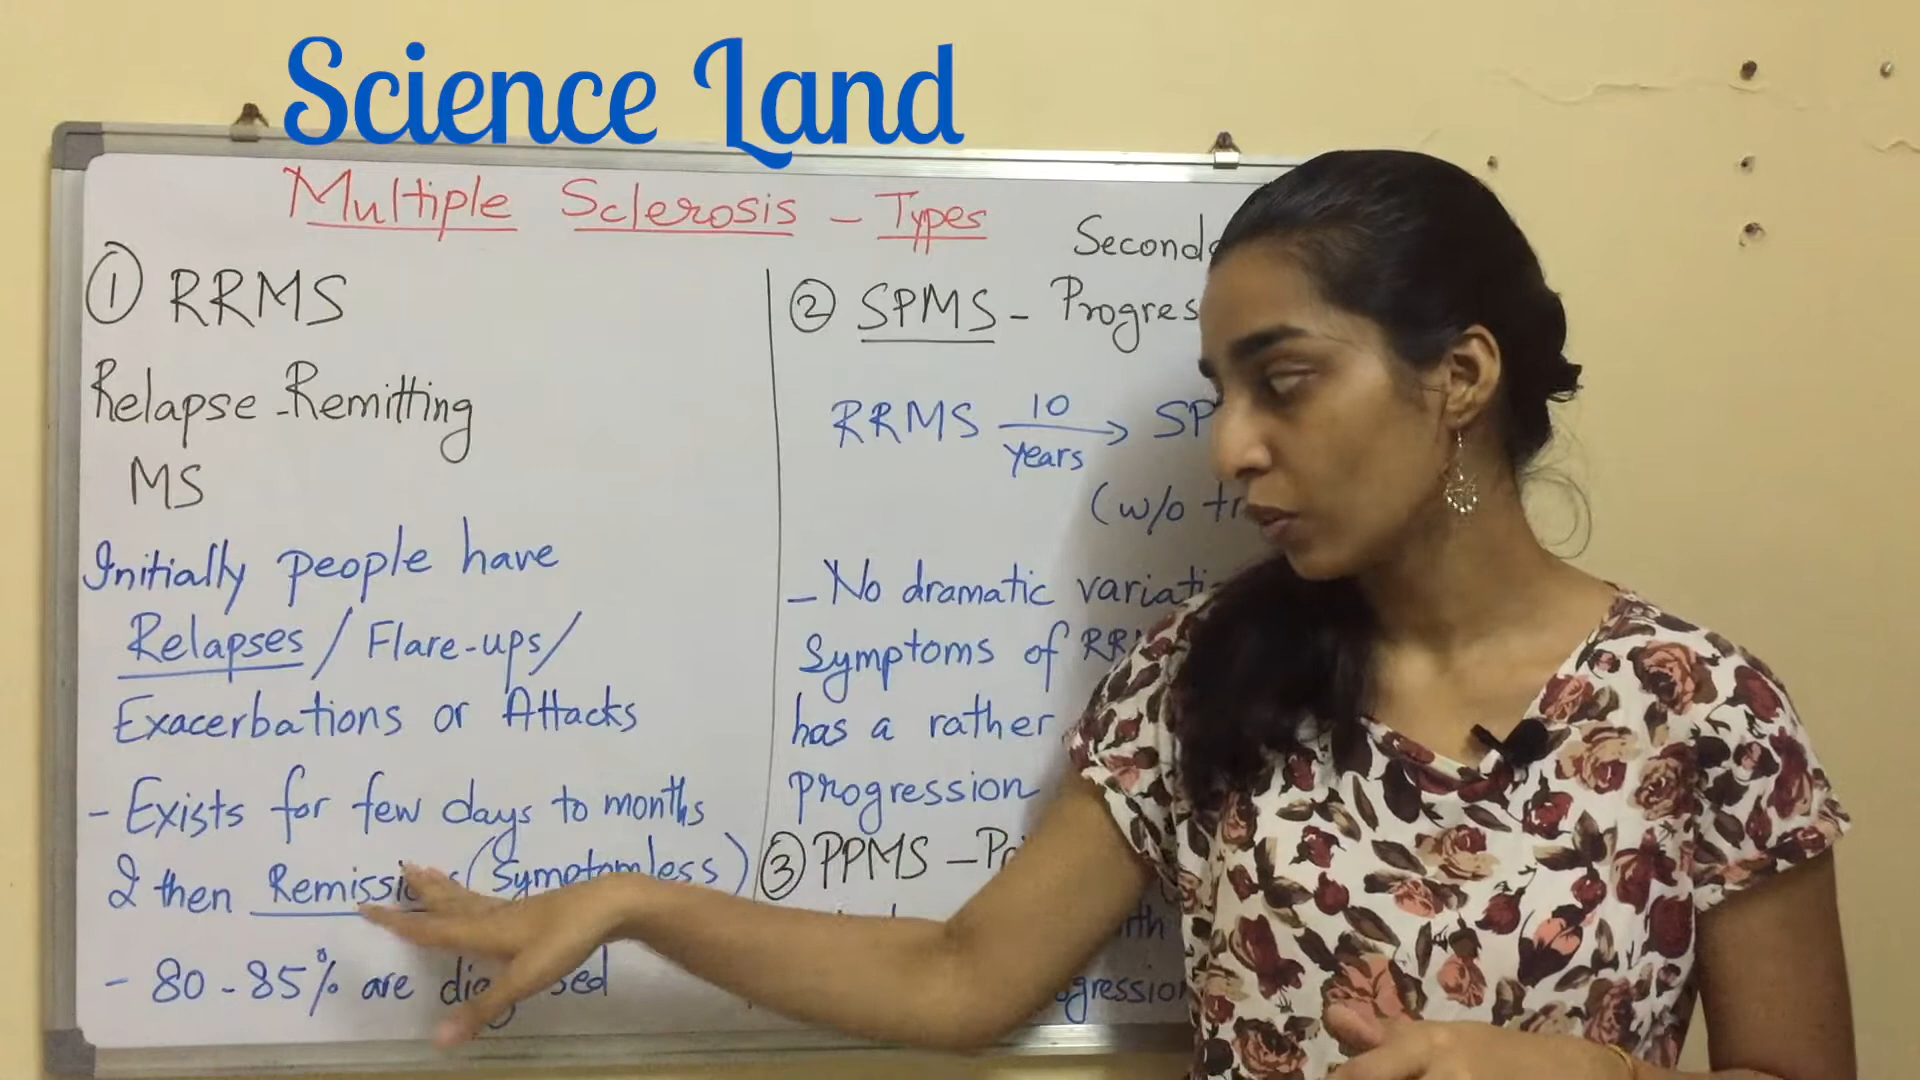 Science Land
Multiple Sclerosis - Types
① RRMS
Relapse-Remitting
MS
Initially people have
Relapses / Flare-ups /
Exacerbations or Attacks
- Exists for few days to months
& then (Symptomless)
- 80-85% are
② SPMS -
RRMS 10 years →
(w/o
- No dramatic
Symptoms of
has a rather
progression
③ PPMS -